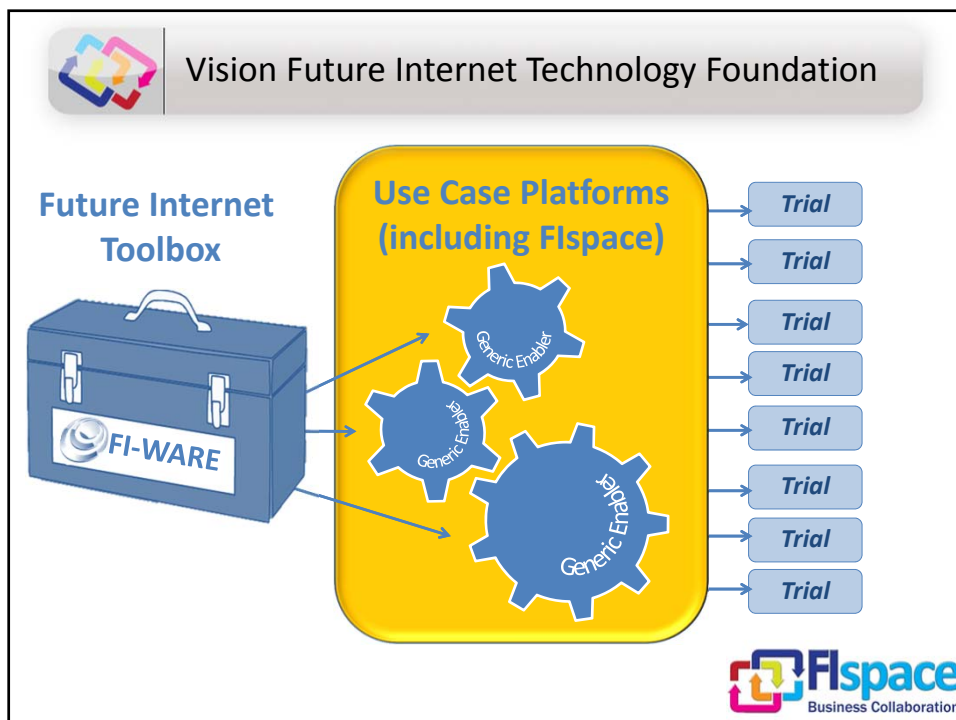 Vision Future Internet Technology Foundation
Future Internet
Toolbox
FI-WARE
Use Case Platforms
(including FIspace)
Generic Enabler
Generic Enabler
Generic Enabler
Trial
Trial
Trial
Trial
Trial
Trial
Trial
Trial
FIspace
Business Collaboration